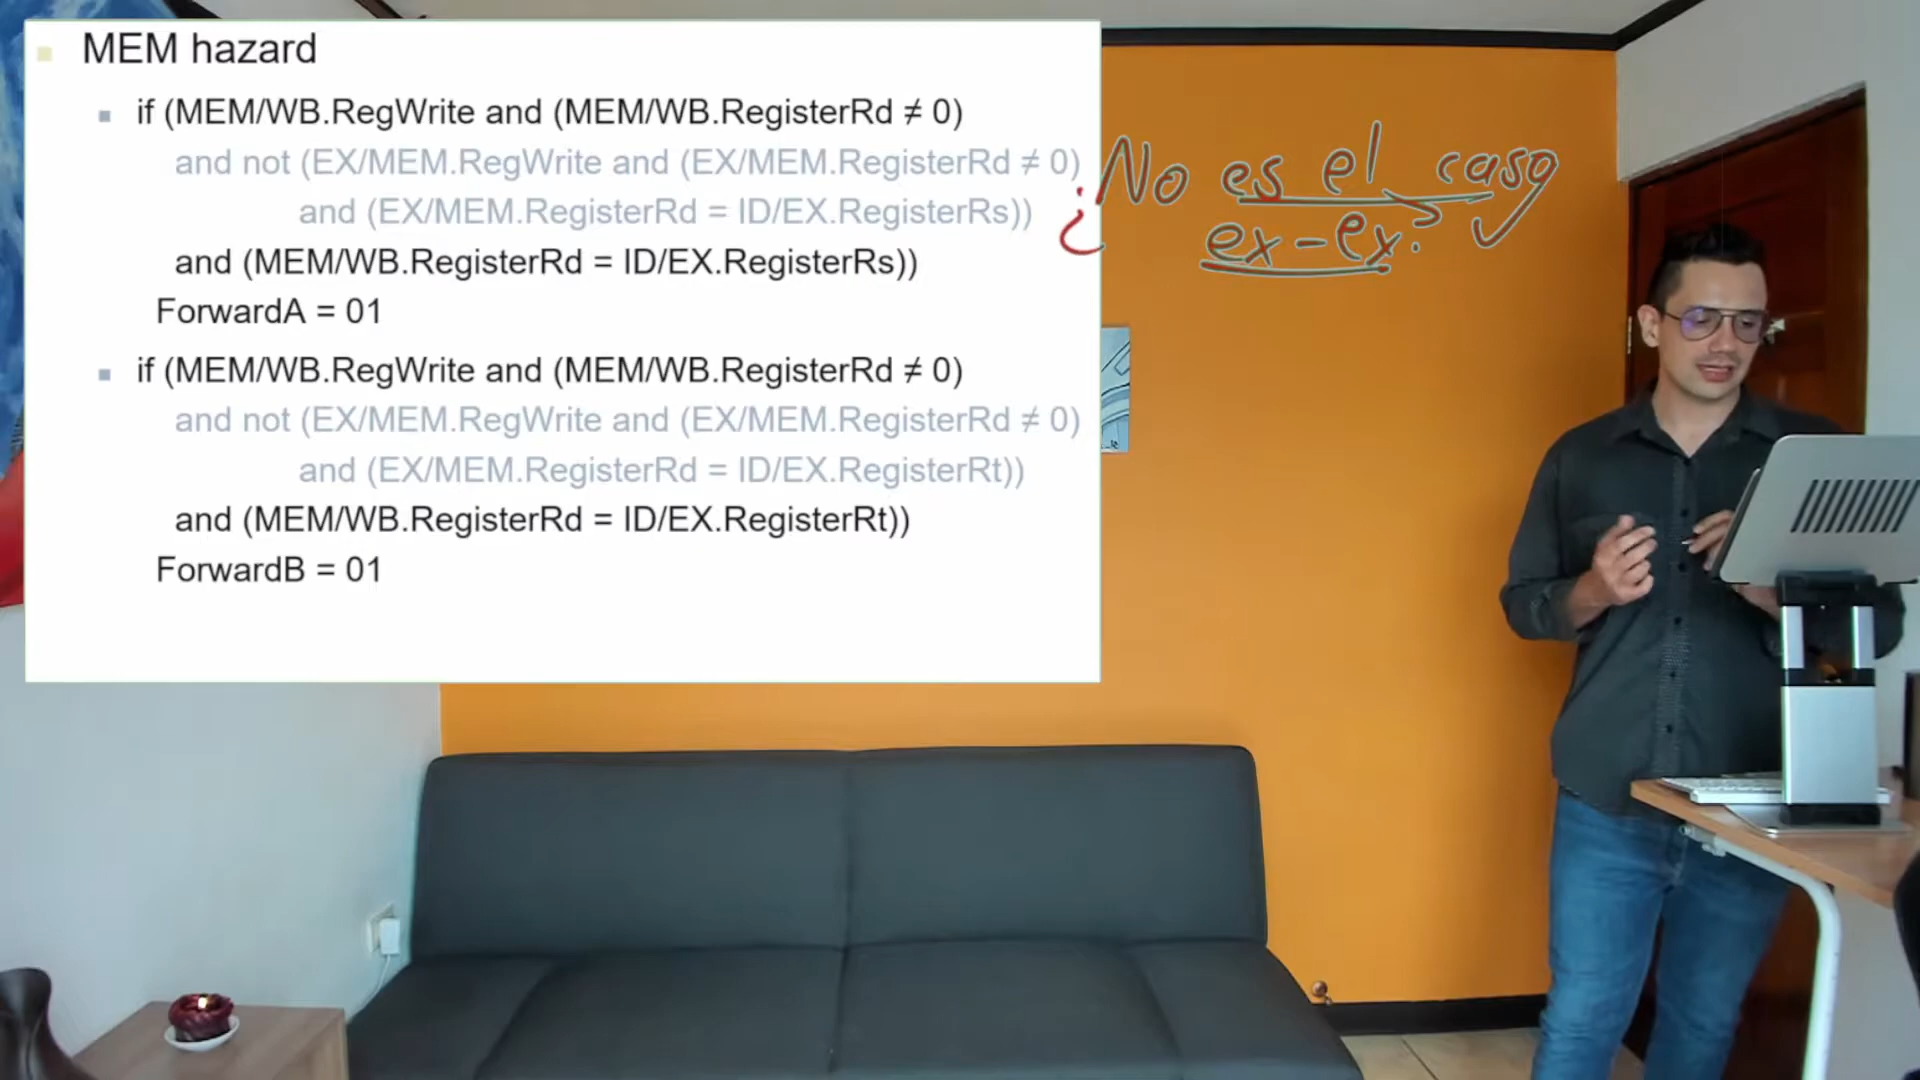 MEM hazard
if (MEM/WB.RegWrite and (MEM/WB.RegisterRd ≠ 0)
and not (EX/MEM.RegWrite and (EX/MEM.RegisterRd ≠ 0)
and (EX/MEM.RegisterRd = ID/EX.RegisterRs))
and (MEM/WB.RegisterRd = ID/EX.RegisterRs))
ForwardA = 01
if (MEM/WB.RegWrite and (MEM/WB.RegisterRd ≠ 0)
and not (EX/MEM.RegWrite and (EX/MEM.RegisterRd ≠ 0)
and (EX/MEM.RegisterRd = ID/EX.RegisterRt))
and (MEM/WB.RegisterRd = ID/EX.RegisterRt))
ForwardB = 01
¿No es el caso
ex-ex?